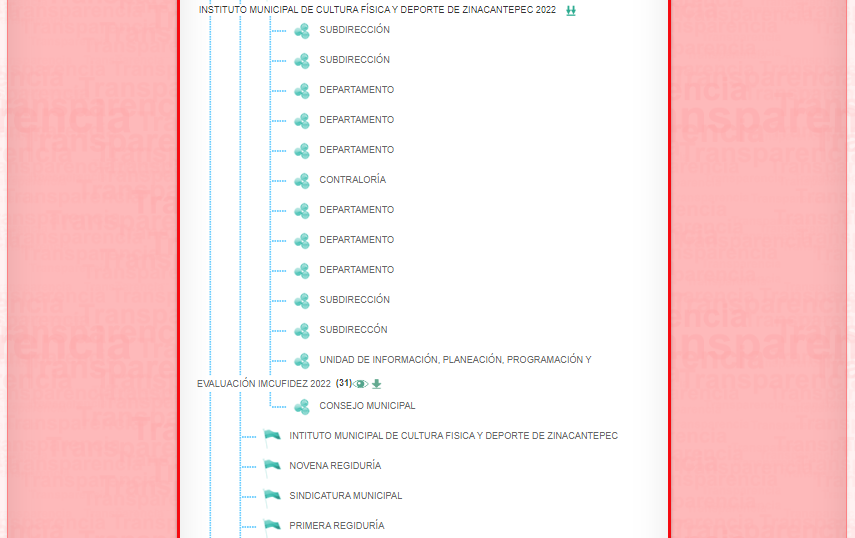 INSTITUTO MUNICIPAL DE CULTURA FÍSICA Y DEPORTE DE ZINACANTEPEC 2022
SUBDIRECCIÓN
SUBDIRECCIÓN
DEPARTAMENTO
DEPARTAMENTO
DEPARTAMENTO
CONTRALORÍA
DEPARTAMENTO
DEPARTAMENTO
DEPARTAMENTO
SUBDIRECCIÓN
SUBDIRECCÓN
UNIDAD DE INFORMACIÓN, PLANEACIÓN, PROGRAMACIÓN Y
EVALUACIÓN IMCUFIDEZ 2022 (31)
CONSEJO MUNICIPAL
INTITUTO MUNICIPAL DE CULTURA FISICA Y DEPORTE DE ZINACANTEPEC
NOVENA REGIDURÍA
SINDICATURA MUNICIPAL
PRIMERA REGIDURÍA